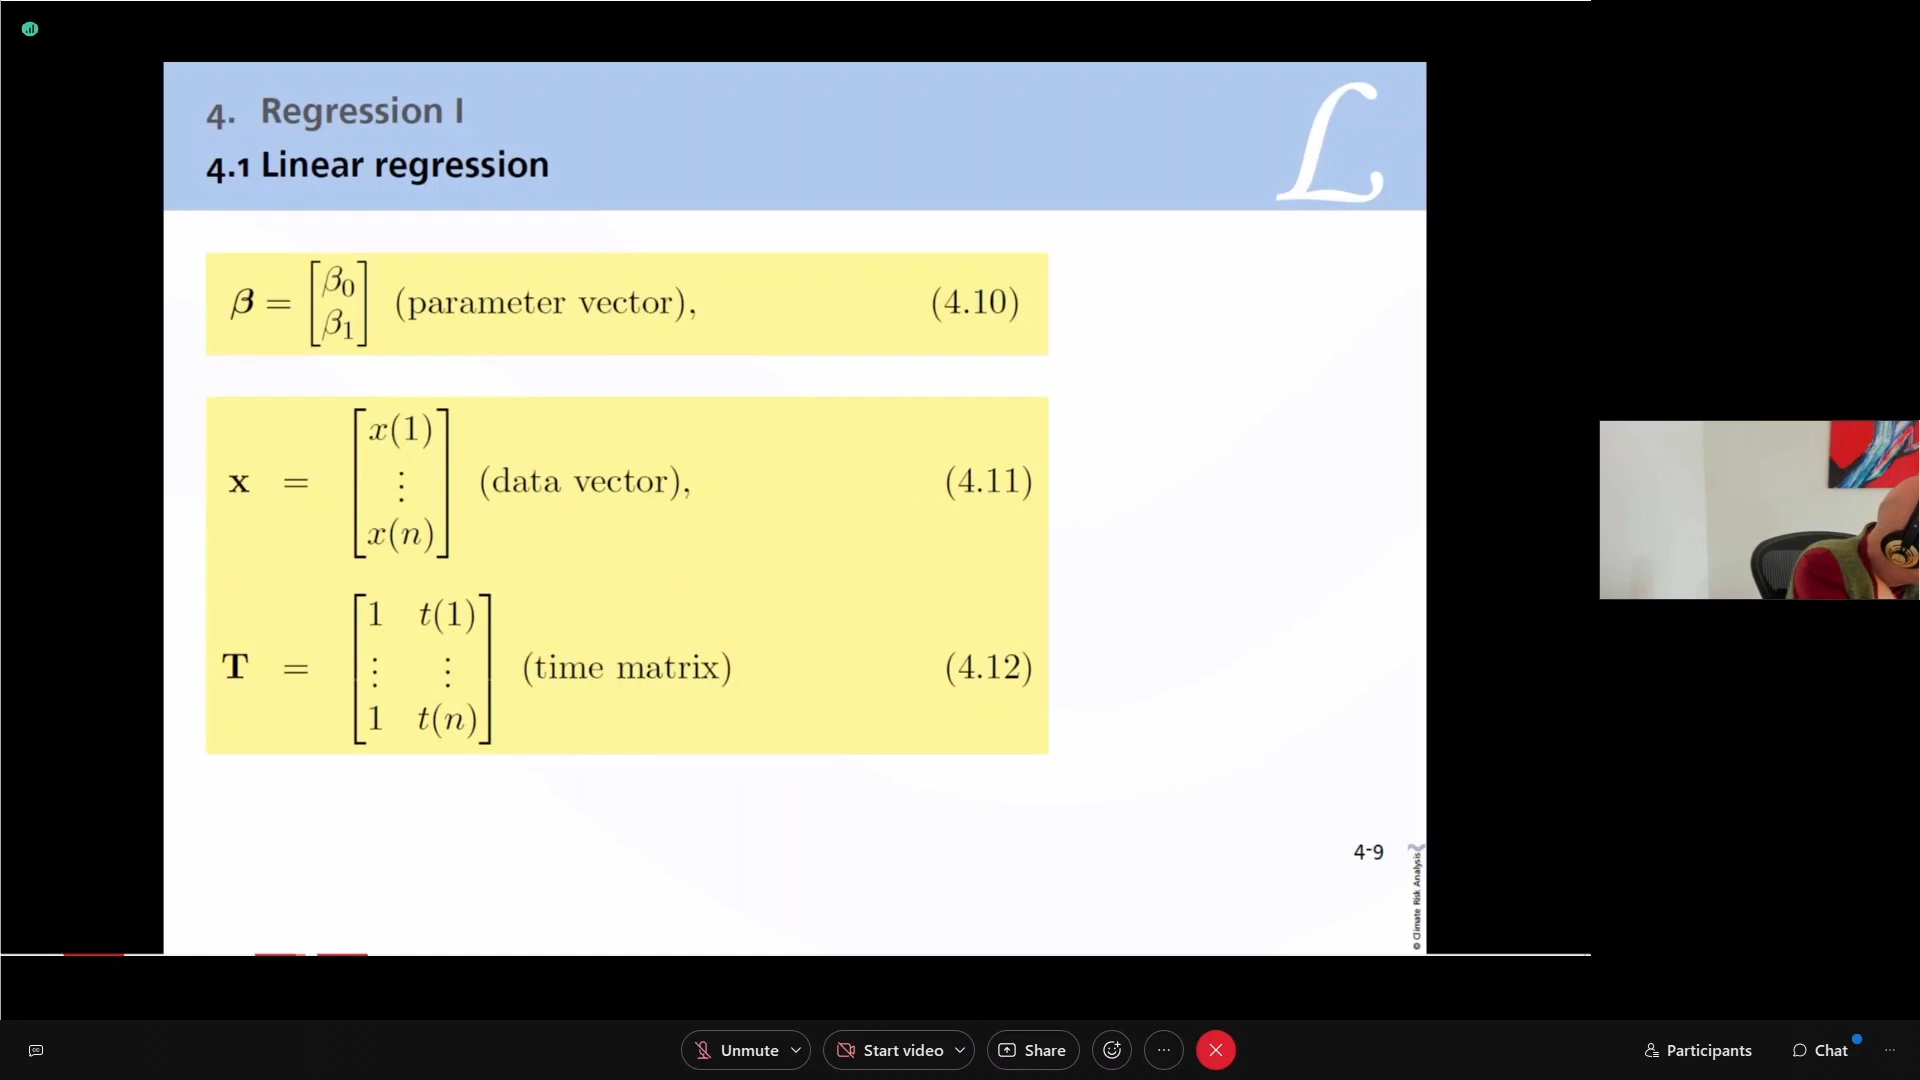 4. Regression I
4.1 Linear regression
ℒ
𝜷 = [β₀ β₁] (parameter vector), (4.10)
𝐱 = [x(1) ⋮ x(n)] (data vector), (4.11)
𝐓 = [1 t(1) ⋮ ⋮ 1 t(n)] (time matrix) (4.12)
4-9
© Climate Risk Analysis
Unmute
Start video
Share
Participants
Chat